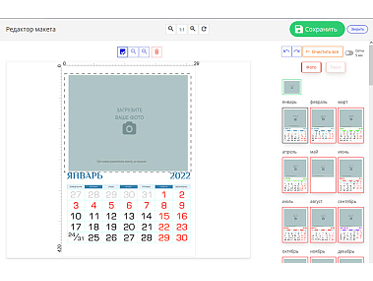 Редактор макета
1:1
Сохранить
Закрыть
Очистить всё
Фото
0
29
420
ЗАГРУЗИТЕ
ВАШЕ ФОТО
ЯНВАРЬ 2022
27 28 29 30 31 1 2
3 4 5 6 7 8 9
10 11 12 13 14 15 16
17 18 19 20 21 22 23
24/31 25 26 27 28 29 30
январь февраль март
апрель май июнь
июль август сентябрь
октябрь ноябрь декабрь